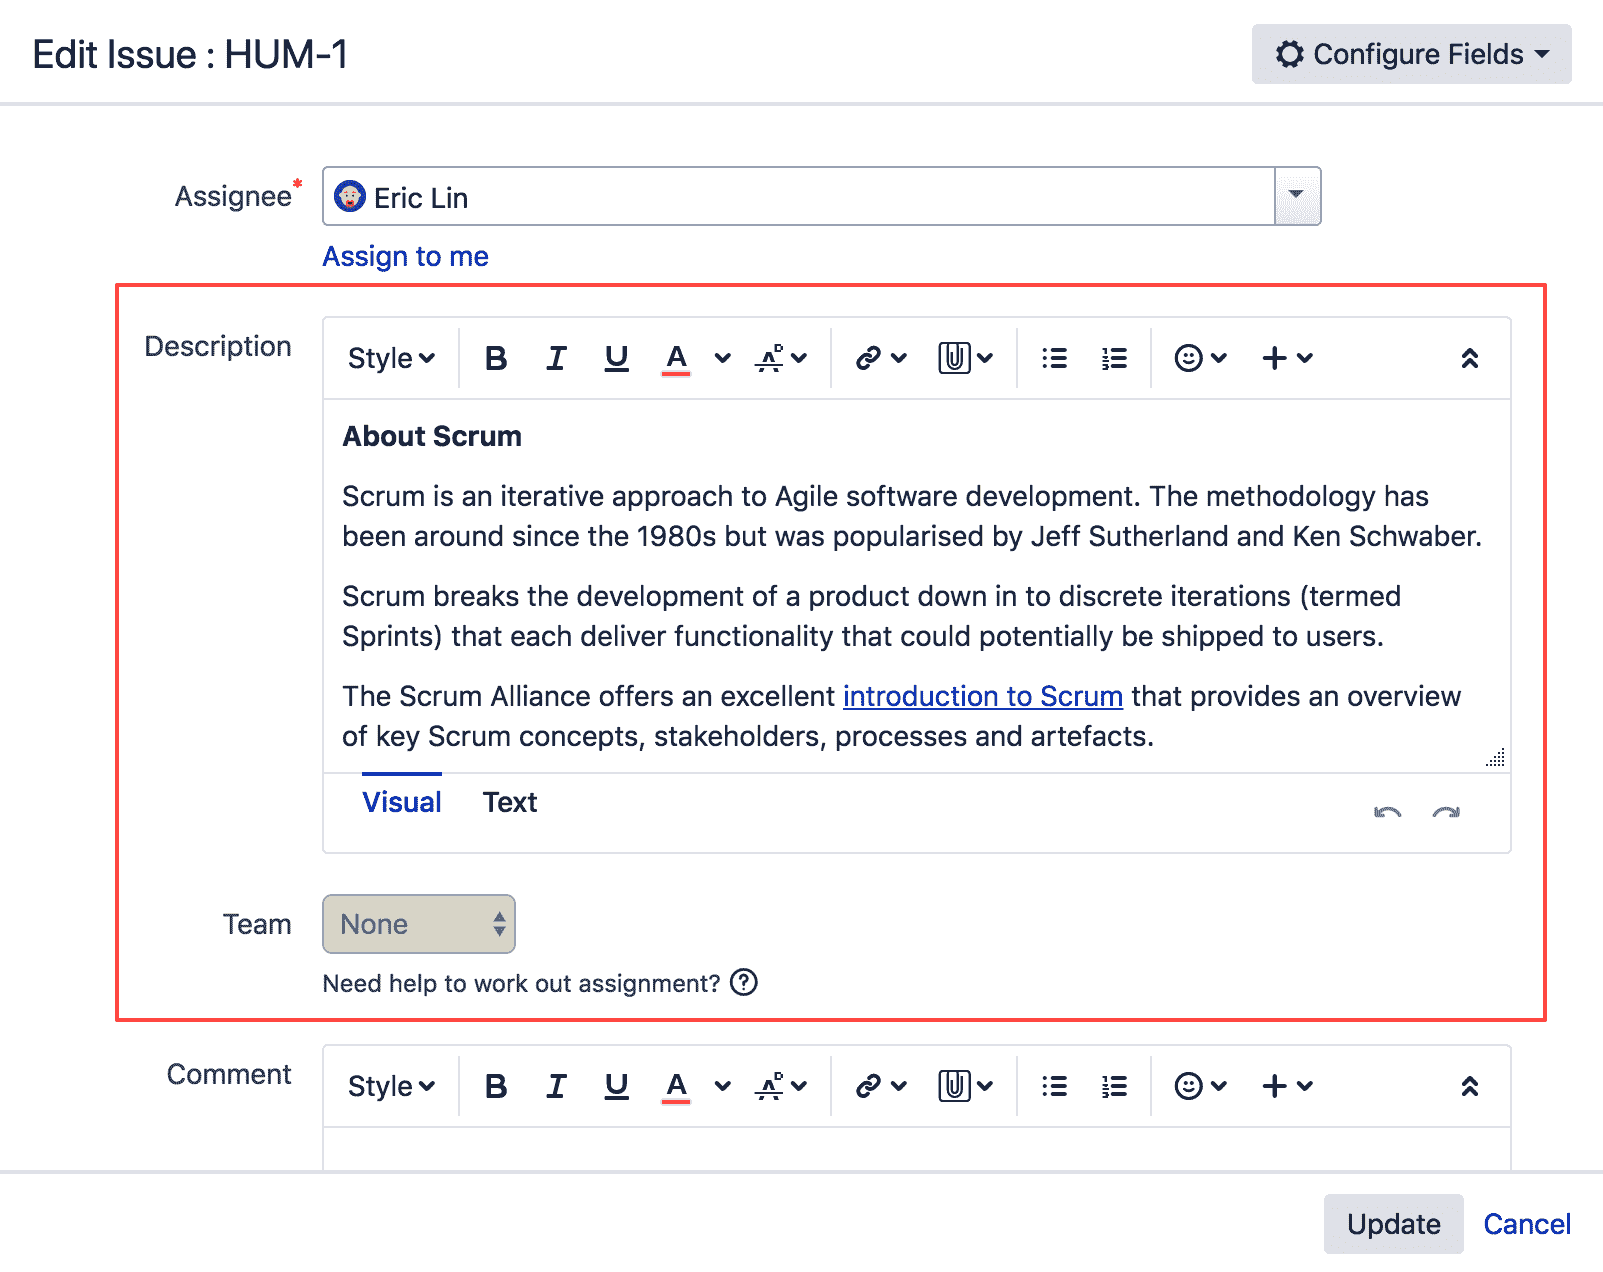 Edit Issue : HUM-1
Configure Fields
Assignee*
Eric Lin
Assign to me
Description
Style B I U A
About Scrum
Scrum is an iterative approach to Agile software development. The methodology has
been around since the 1980s but was popularised by Jeff Sutherland and Ken Schwaber.
Scrum breaks the development of a product down in to discrete iterations (termed
Sprints) that each deliver functionality that could potentially be shipped to users.
The Scrum Alliance offers an excellent introduction to Scrum that provides an overview
of key Scrum concepts, stakeholders, processes and artefacts.
Visual Text
Team
None
Need help to work out assignment?
Comment
Style B I U A
Update Cancel